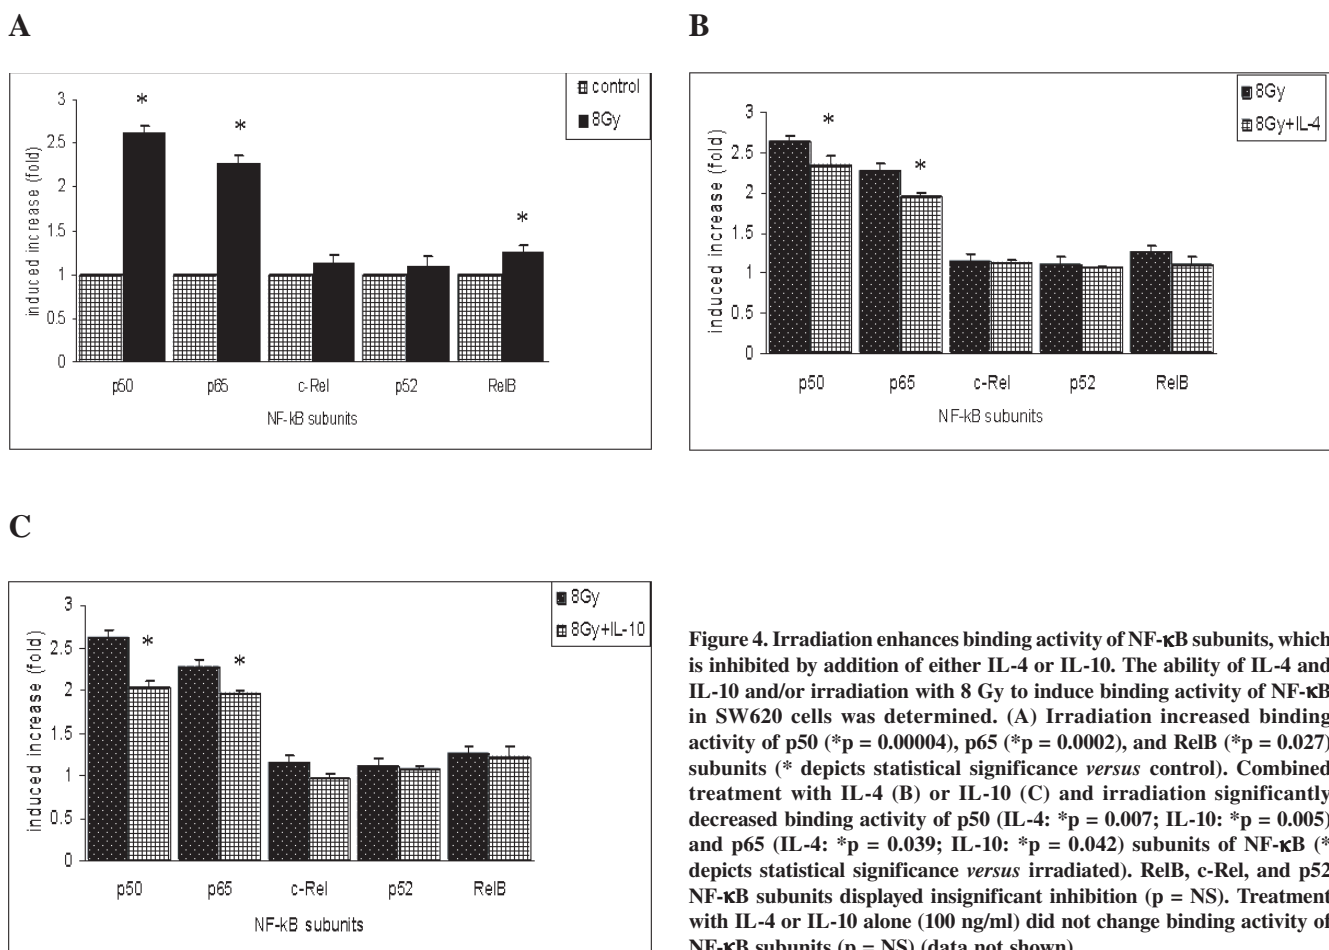 A
3
2.5
2
1.5
1
0.5
0
induced increase (fold)
*
*
*
control
8Gy
p50
p65
c-Rel
p52
RelB
NF-kB subunits
B
3
2.5
2
1.5
1
0.5
0
induced increase (fold)
*
*
8Gy
8Gy+IL-4
p50
p65
c-Rel
p52
RelB
NF-kB subunits
C
3
2.5
2
1.5
1
0.5
0
induced increase (fold)
*
*
8Gy
8Gy+IL-10
p50
p65
c-Rel
p52
RelB
NF-kB subunits
Figure 4. Irradiation enhances binding activity of NF-κB subunits, which
is inhibited by addition of either IL-4 or IL-10. The ability of IL-4 and
IL-10 and/or irradiation with 8 Gy to induce binding activity of NF-κB
in SW620 cells was determined. (A) Irradiation increased binding
activity of p50 (*p = 0.00004), p65 (*p = 0.0002), and RelB (*p = 0.027)
subunits (* depicts statistical significance versus control). Combined
treatment with IL-4 (B) or IL-10 (C) and irradiation significantly
decreased binding activity of p50 (IL-4: *p = 0.007; IL-10: *p = 0.005)
and p65 (IL-4: *p = 0.039; IL-10: *p = 0.042) subunits of NF-κB (*
depicts statistical significance versus irradiated). RelB, c-Rel, and p52
NF-κB subunits displayed insignificant inhibition (p = NS). Treatment
with IL-4 or IL-10 alone (100 ng/ml) did not change binding activity of
NF-κB subunits (p = NS) (data not shown)